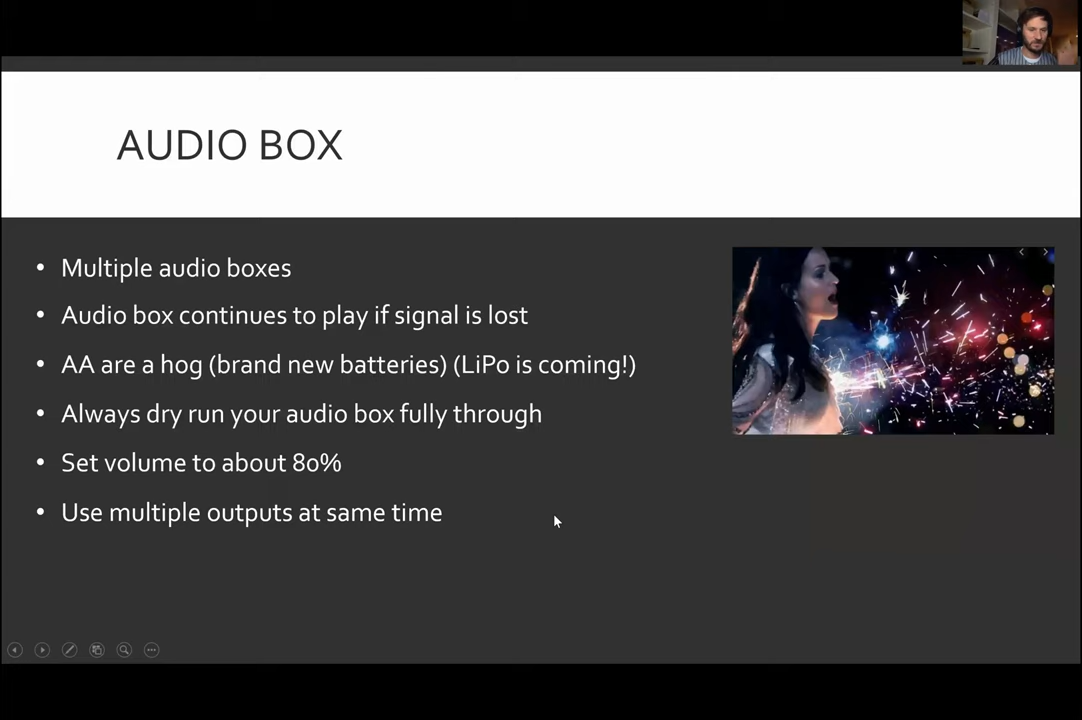 AUDIO BOX
• Multiple audio boxes
• Audio box continues to play if signal is lost
• AA are a hog (brand new batteries) (LiPo is coming!)
• Always dry run your audio box fully through
• Set volume to about 80%
• Use multiple outputs at same time